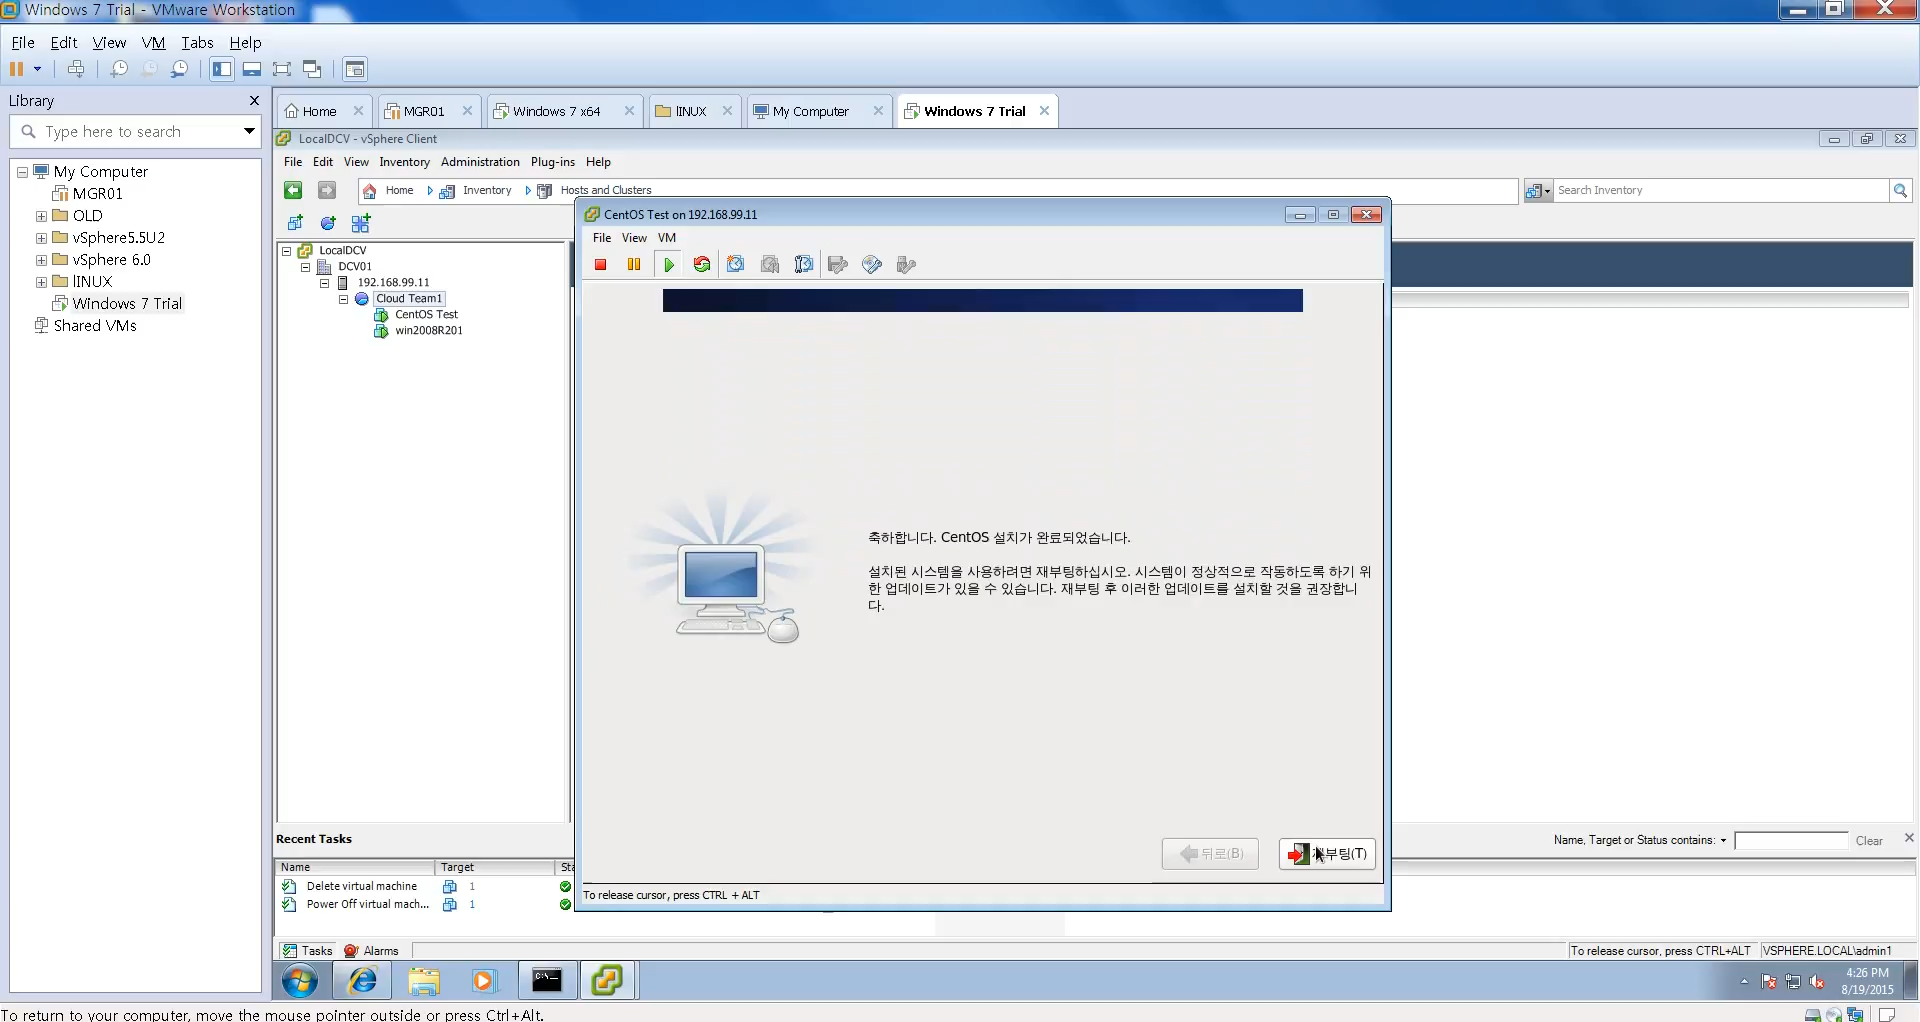 Windows 7 Trial - VMware Workstation
File Edit View VM Tabs Help
Library
Type here to search
My Computer
MGR01
OLD
vSphere5.5U2
vSphere 6.0
lINUX
Windows 7 Trial
Shared VMs
Home MGR01 Windows 7 x64 lINUX My Computer Windows 7 Trial
LocalDCV - vSphere Client
File Edit View Inventory Administration Plug-ins Help
Home Inventory Hosts and Clusters
Search Inventory
LocalDCV
DCV01
192.168.99.11
Cloud Team1
CentOS Test
win2008R201
CentOS Test on 192.168.99.11
File View VM
축하합니다. CentOS 설치가 완료되었습니다.
설치된 시스템을 사용하려면 재부팅하십시오. 시스템이 정상적으로 작동하도록 하기 위
한 업데이트가 있을 수 있습니다. 재부팅 후 이러한 업데이트를 설치할 것을 권장합니
다.
뒤로(B) 재부팅(T)
To release cursor, press CTRL + ALT
Recent Tasks
Name, Target or Status contains: Clear
Name Target Sta
Delete virtual machine 1
Power Off virtual mach... 1
Tasks Alarms
To release cursor, press CTRL+ALT VSPHERE.LOCAL\admin1
C:\.
4:26 PM
8/19/2015
To return to your computer, move the mouse pointer outside or press Ctrl+Alt.